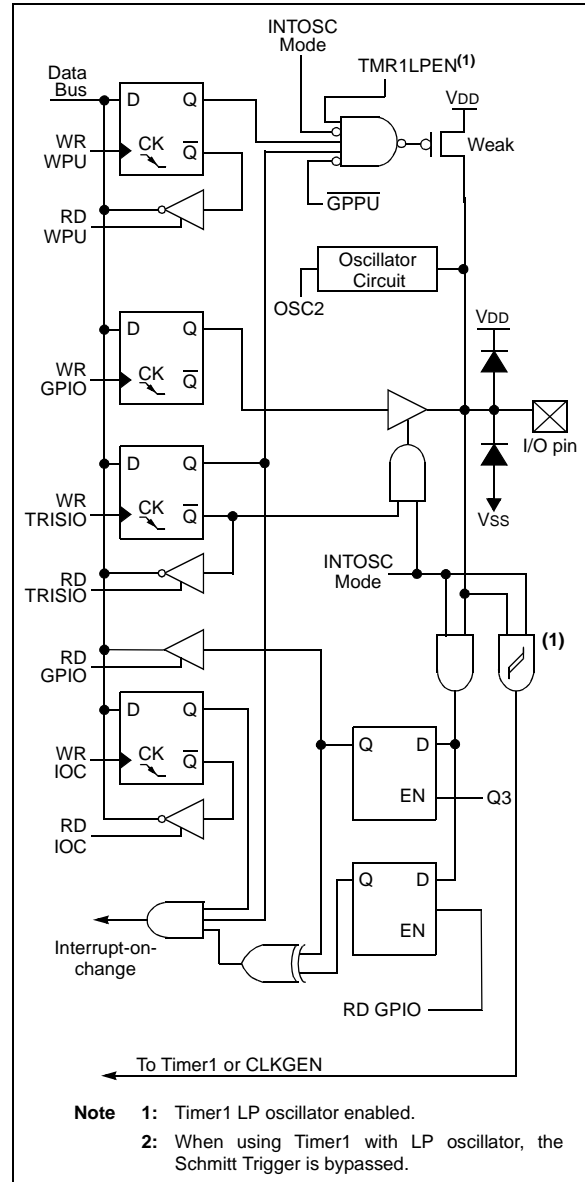 INTOSC
Mode
TMR1LPEN(1)
Data
Bus
VDD
D Q
WR
WPU
CK
Q
Weak
RD
WPU
GPPU
Oscillator
Circuit
OSC2
VDD
D Q
WR
GPIO
CK
Q
I/O pin
D Q
WR
TRISIO
CK
Q
VSS
INTOSC
Mode
RD
TRISIO
(1)
RD
GPIO
D Q
WR
IOC
CK
Q
Q D
EN
Q3
RD
IOC
Q D
EN
Interrupt-on-
change
RD GPIO
To Timer1 or CLKGEN
Note 1: Timer1 LP oscillator enabled.
2: When using Timer1 with LP oscillator, the
Schmitt Trigger is bypassed.